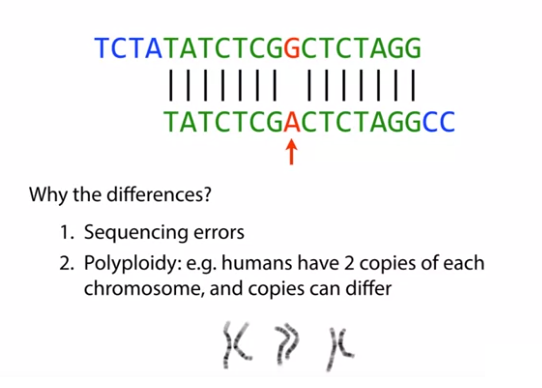 TCTATATCTCGGCTCTAGG
TATCTCGACTCTAGGCC
Why the differences?
1. Sequencing errors
2. Polyploidy: e.g. humans have 2 copies of each
chromosome, and copies can differ